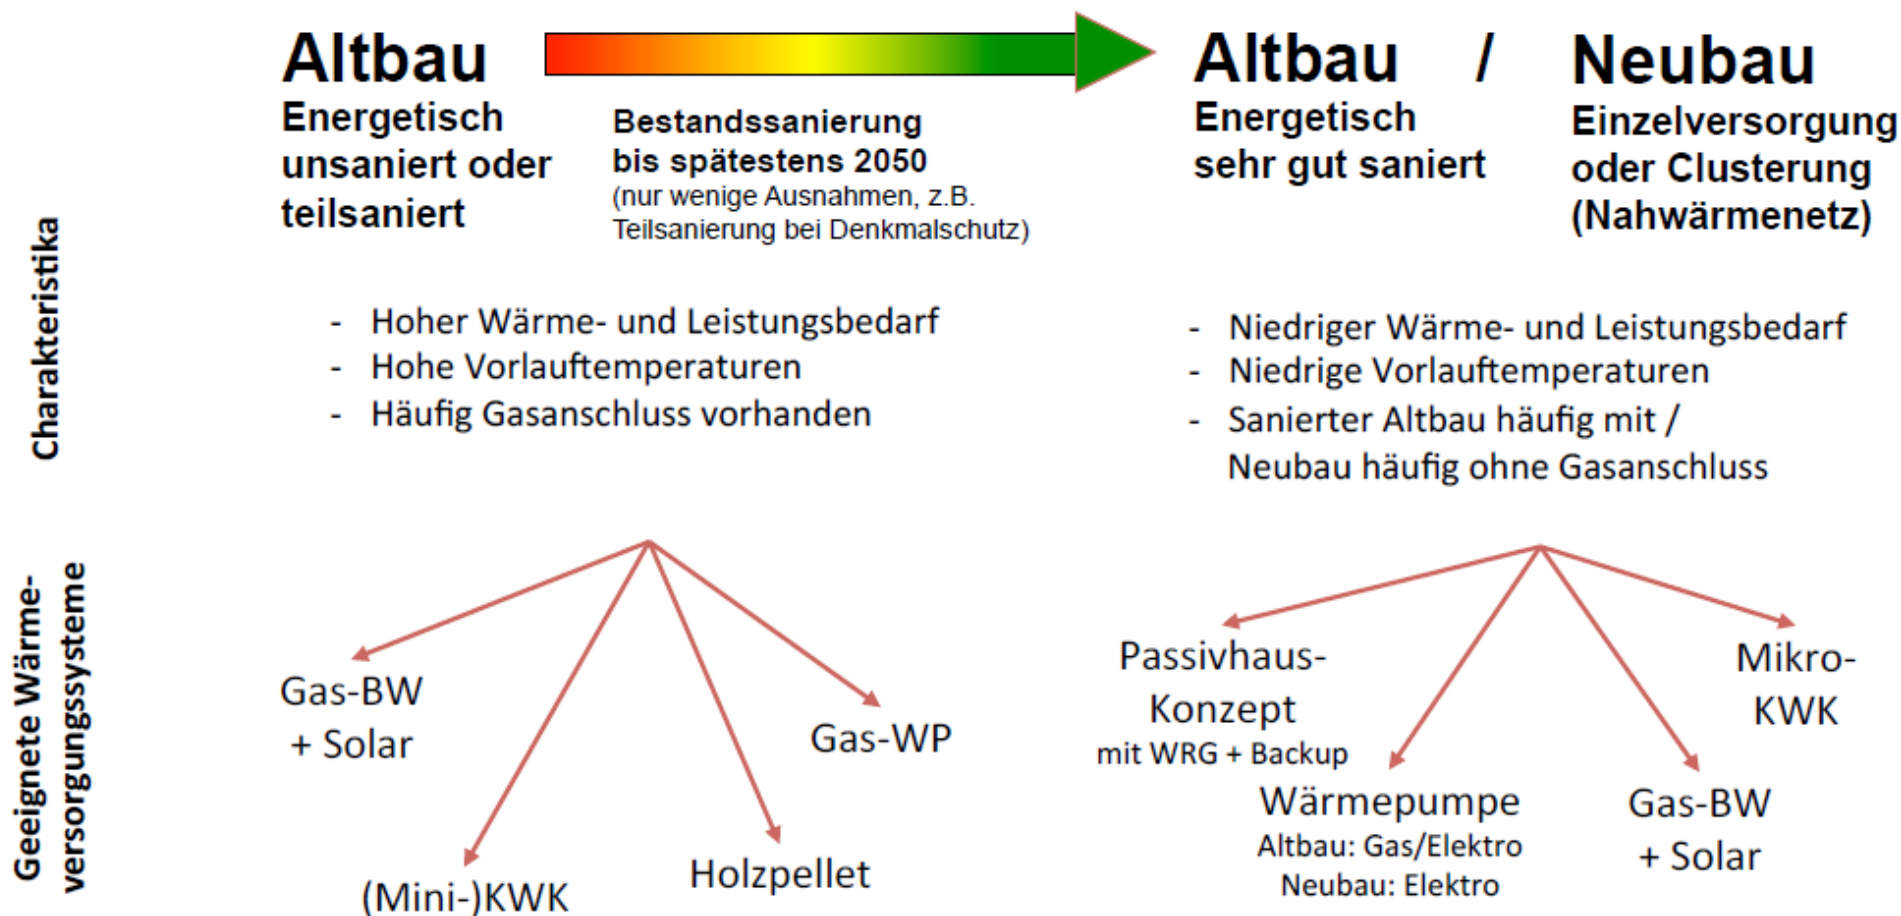 Altbau
Energetisch
unsaniert oder
teilsaniert
Bestandssanierung
bis spätestens 2050
(nur wenige Ausnahmen, z.B.
Teilsanierung bei Denkmalschutz)
Altbau /
Energetisch
sehr gut saniert
Neubau
Einzelversorgung
oder Clusterung
(Nahwärmenetz)
Charakteristika
- Hoher Wärme- und Leistungsbedarf
- Hohe Vorlauftemperaturen
- Häufig Gasanschluss vorhanden
- Niedriger Wärme- und Leistungsbedarf
- Niedrige Vorlauftemperaturen
- Sanierter Altbau häufig mit /
Neubau häufig ohne Gasanschluss
Geeignete Wärme-
versorgungssysteme
Gas-BW
+ Solar
(Mini-)KWK
Holzpellet
Gas-WP
Passivhaus-
Konzept
mit WRG + Backup
Wärmepumpe
Altbau: Gas/Elektro
Neubau: Elektro
Gas-BW
+ Solar
Mikro-
KWK